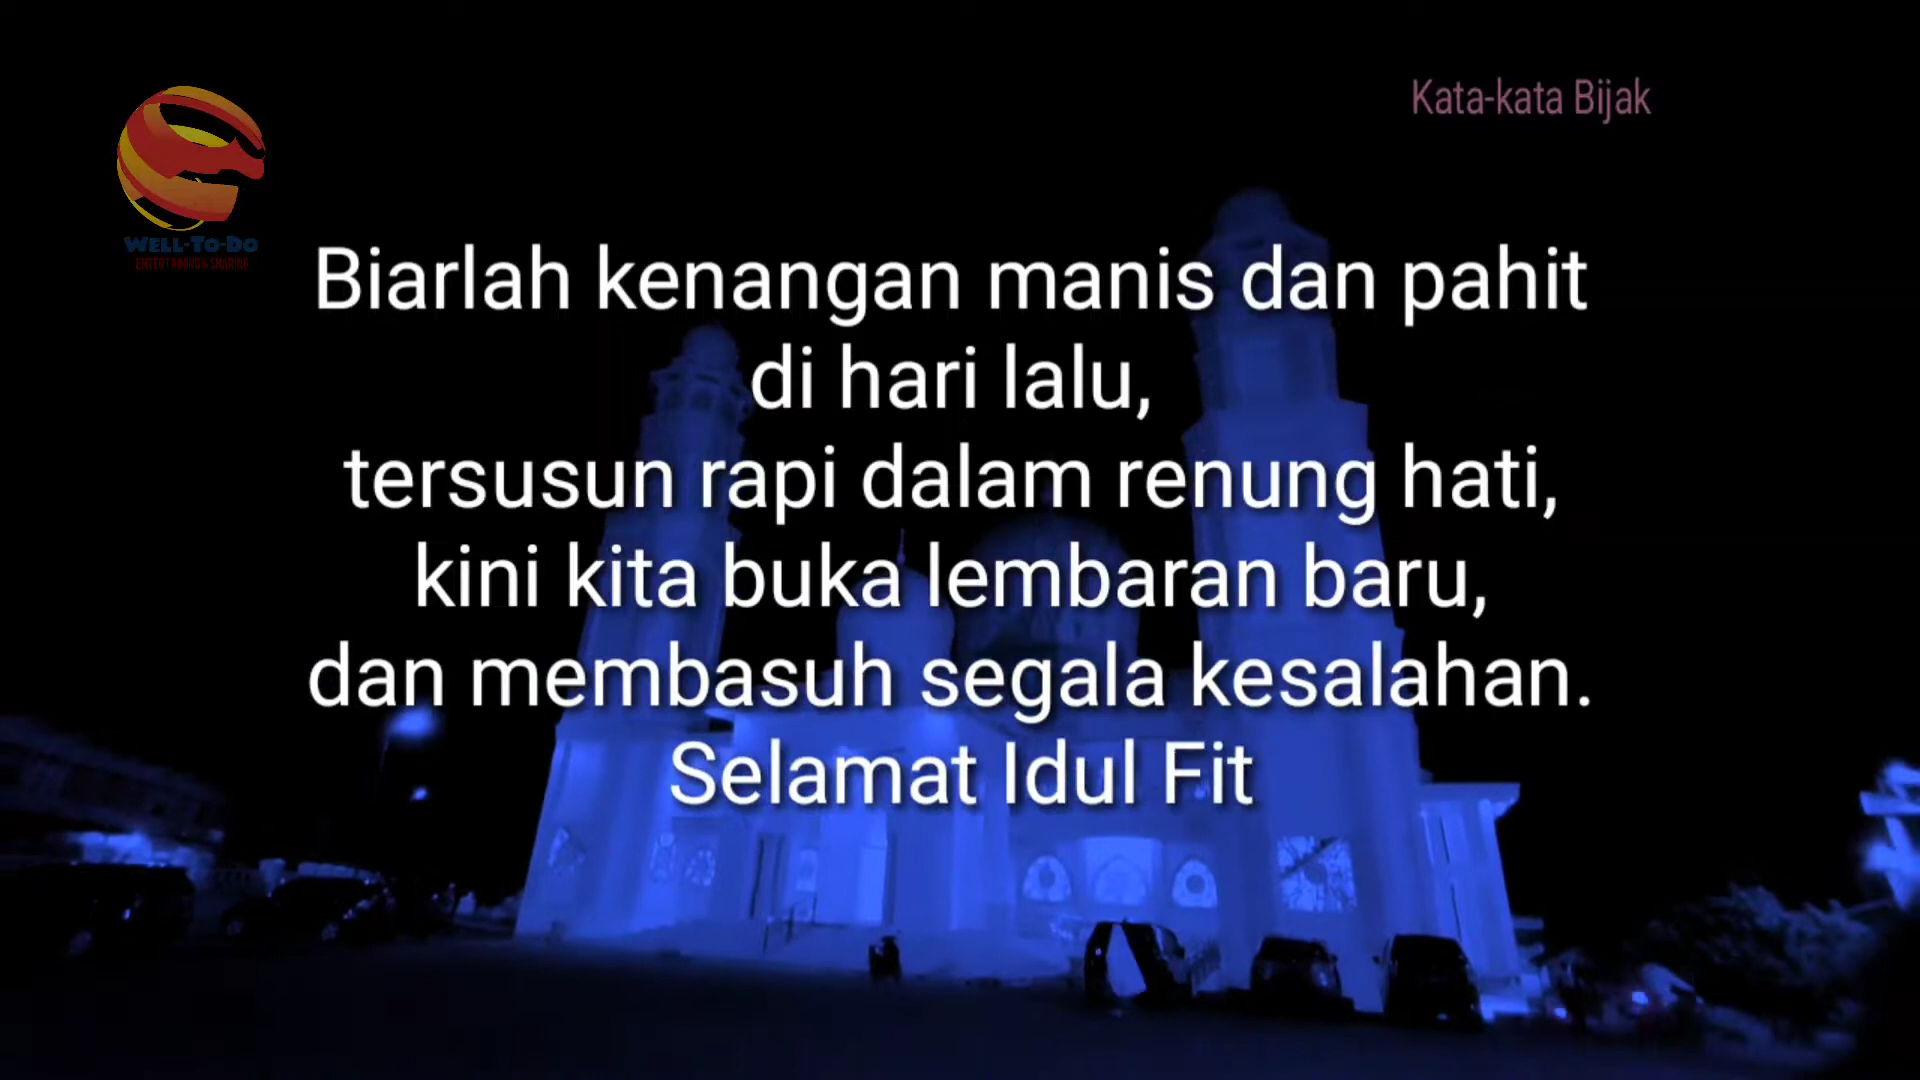 Kata-kata Bijak
WELL-TO-DO
Biarlah kenangan manis dan pahit
di hari lalu,
tersusun rapi dalam renung hati,
kini kita buka lembaran baru,
dan membasuh segala kesalahan.
Selamat Idul Fit